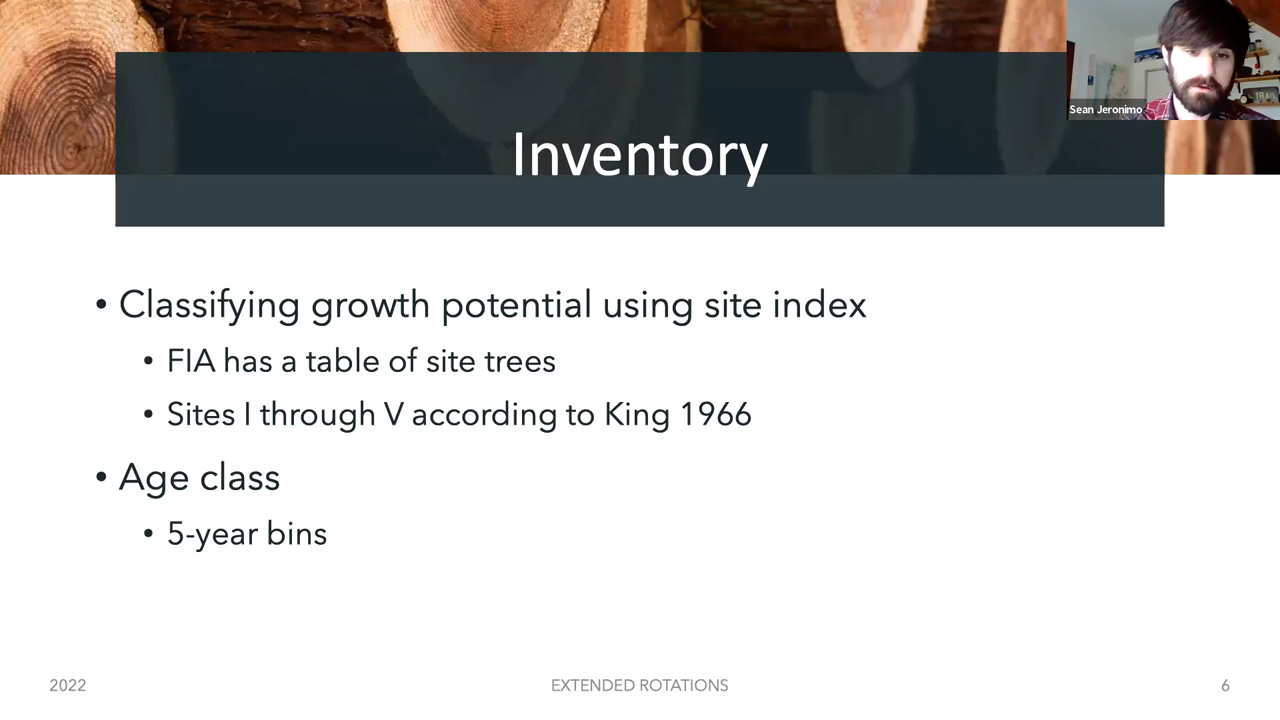 Inventory
Sean Jeronimo
TRAIL
• Classifying growth potential using site index
• FIA has a table of site trees
• Sites I through V according to King 1966
• Age class
• 5-year bins
2022
EXTENDED ROTATIONS
6